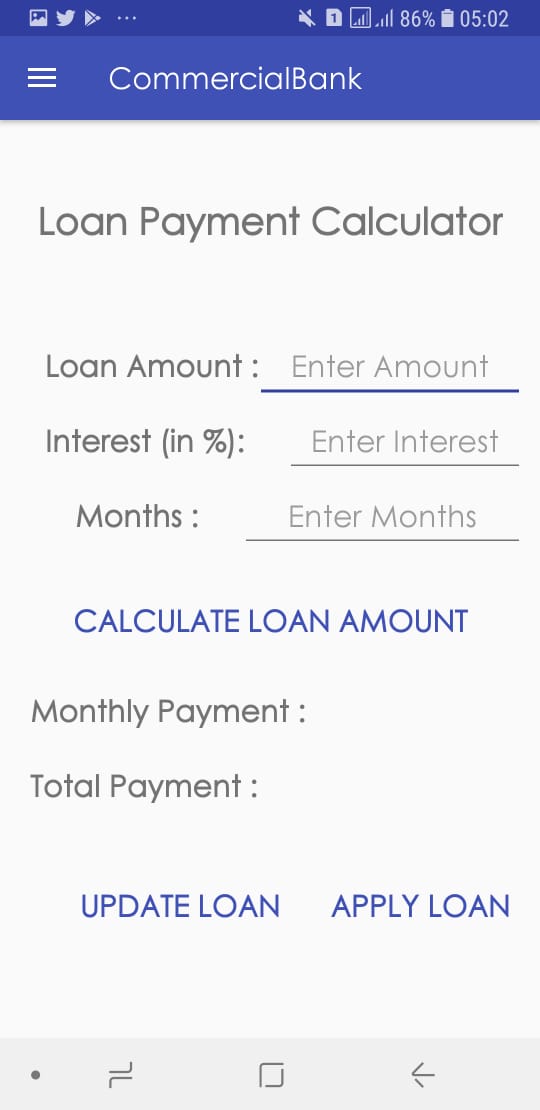 1 86% 05:02
CommercialBank
Loan Payment Calculator
Loan Amount : Enter Amount
Interest (in %): Enter Interest
Months : Enter Months
CALCULATE LOAN AMOUNT
Monthly Payment :
Total Payment :
UPDATE LOAN APPLY LOAN